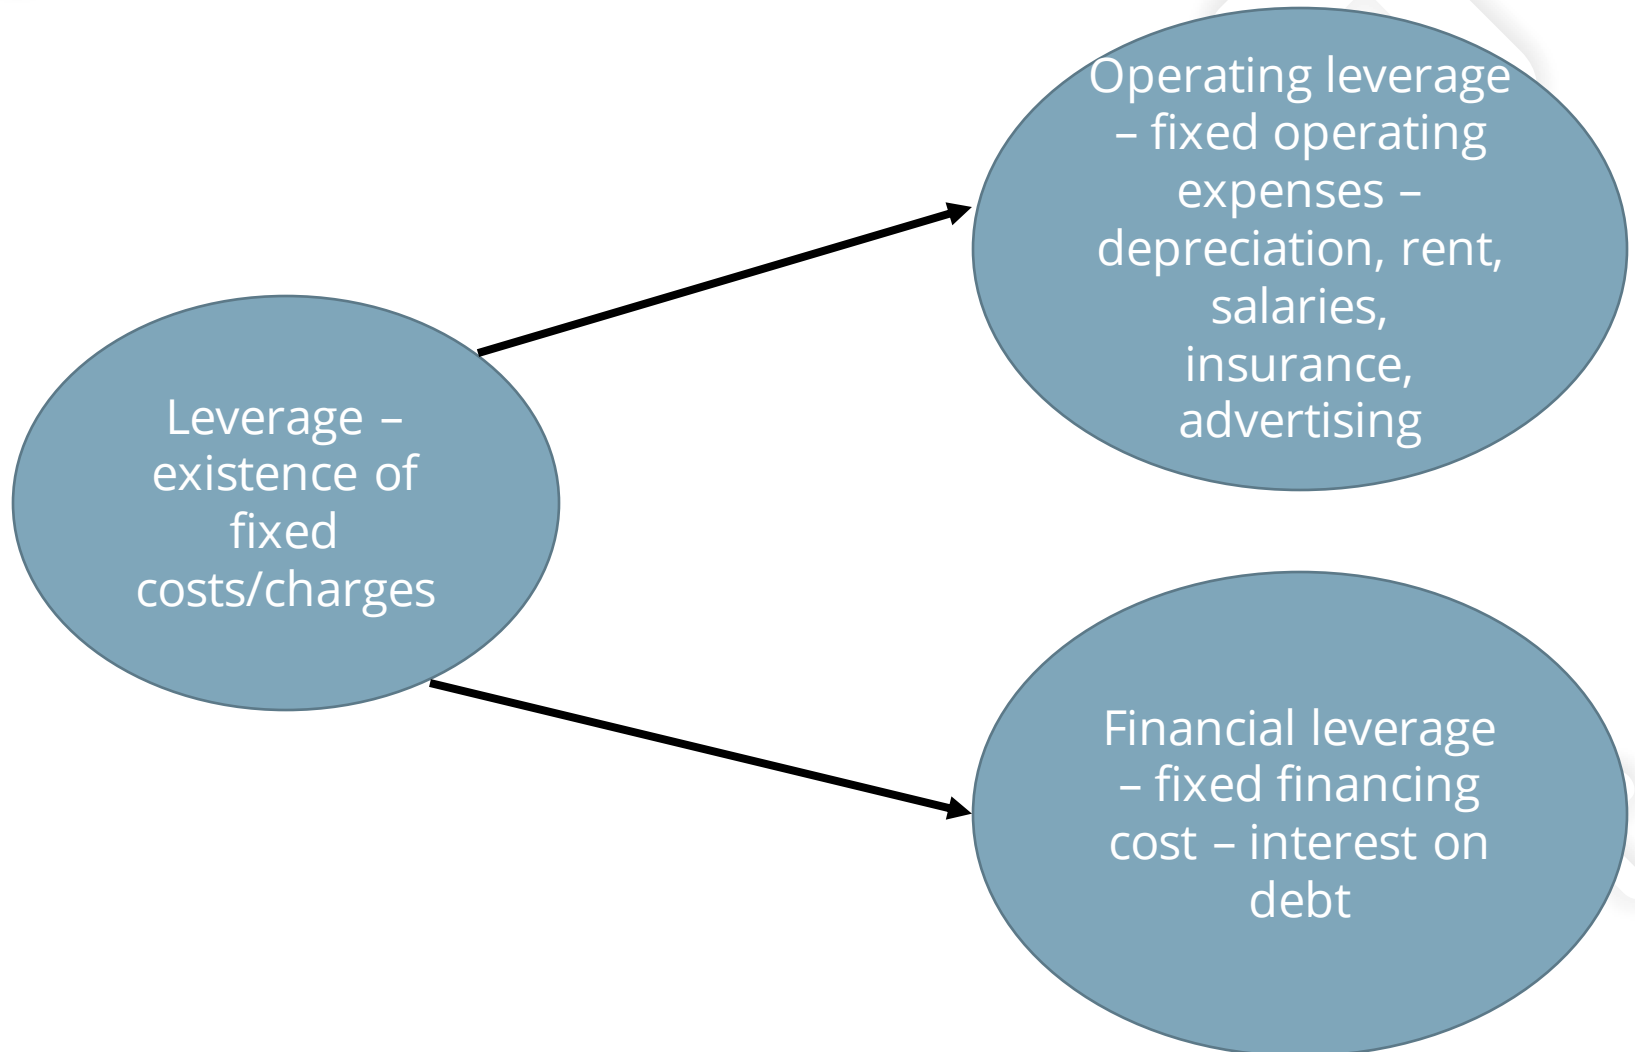 Operating leverage
– fixed operating
expenses –
depreciation, rent,
salaries,
insurance,
advertising
Leverage –
existence of
fixed
costs/charges
Financial leverage
– fixed financing
cost – interest on
debt